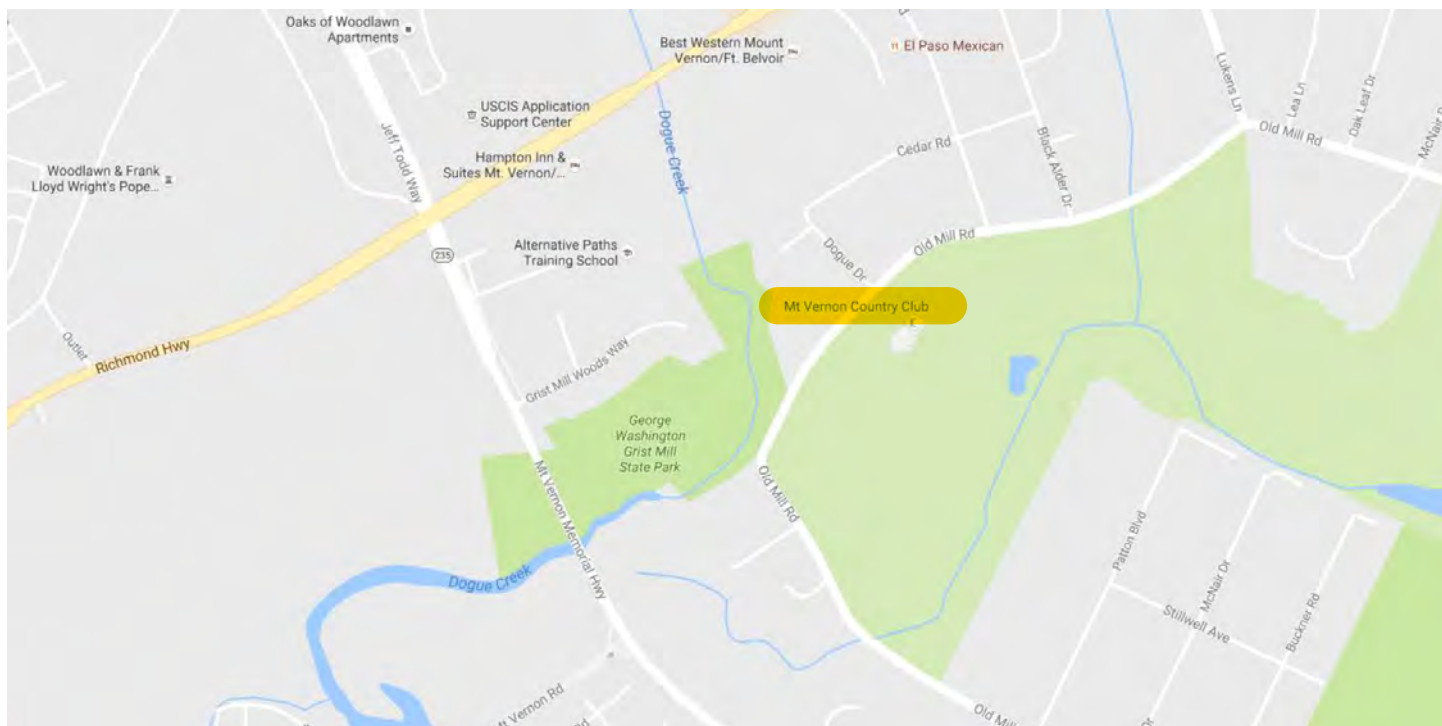 Oaks of Woodlawn
Apartments
Best Western Mount
Vernon/Ft. Belvoir
El Paso Mexican
Lukens Ln
Lea Ln
Oak Leaf Dr
Old Mill Rd
USCIS Application
Support Center
Dogue Creek
Jeff Todd Way
Cedar Rd
Black Alder Dr
Woodlawn & Frank
Lloyd Wright's Pope...
Hampton Inn &
Suites Mt. Vernon/...
235
Alternative Paths
Training School
Dogue Dr
Old Mill Rd
Mt Vernon Country Club
Outlet
Richmond Hwy
Grist Mill Woods Way
George
Washington
Grist Mill
State Park
Mt Vernon Memorial Hwy
Old Mill Rd
Patton Blvd
McNair Dr
Stillwell Ave
Buckner Rd
Dogue Creek
Mt Vernon Rd
Old Mill